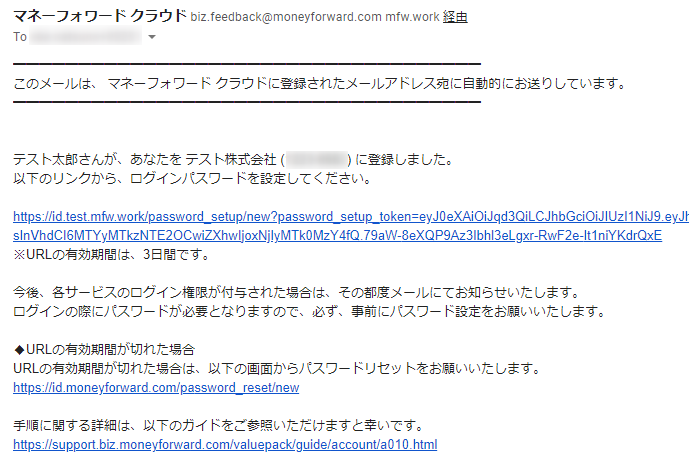 マネーフォワード クラウド biz.feedback@moneyforward.com mfw.work 経由
To
このメールは、 マネーフォワード クラウドに登録されたメールアドレス宛に自動的にお送りしています。
テスト太郎さんが、あなたを テスト株式会社 ( ) に登録しました。
以下のリンクから、ログインパスワードを設定してください。
https://id.test.mfw.work/password_setup/new?password_setup_token=eyJ0eXAiOiJqd3QiLCJhbGciOiJIUzI1NiJ9.eyJh
sInVhdCI6MTYyMTkzNTE2OCwiZXhwIjoxNjIyMTk0MzY4fQ.79aW-8eXQP9Az3Ibhl3eLgxr-RwF2e-It1niYKdrQxE
※URLの有効期間は、3日間です。
今後、各サービスのログイン権限が付与された場合は、その都度メールにてお知らせいたします。
ログインの際にパスワードが必要となりますので、必ず、事前にパスワード設定をお願いいたします。
◆URLの有効期間が切れた場合
URLの有効期間が切れた場合は、以下の画面からパスワードリセットをお願いいたします。
https://id.moneyforward.com/password_reset/new
手順に関する詳細は、以下のガイドをご参照いただけますと幸いです。
https://support.biz.moneyforward.com/valuepack/guide/account/a010.html